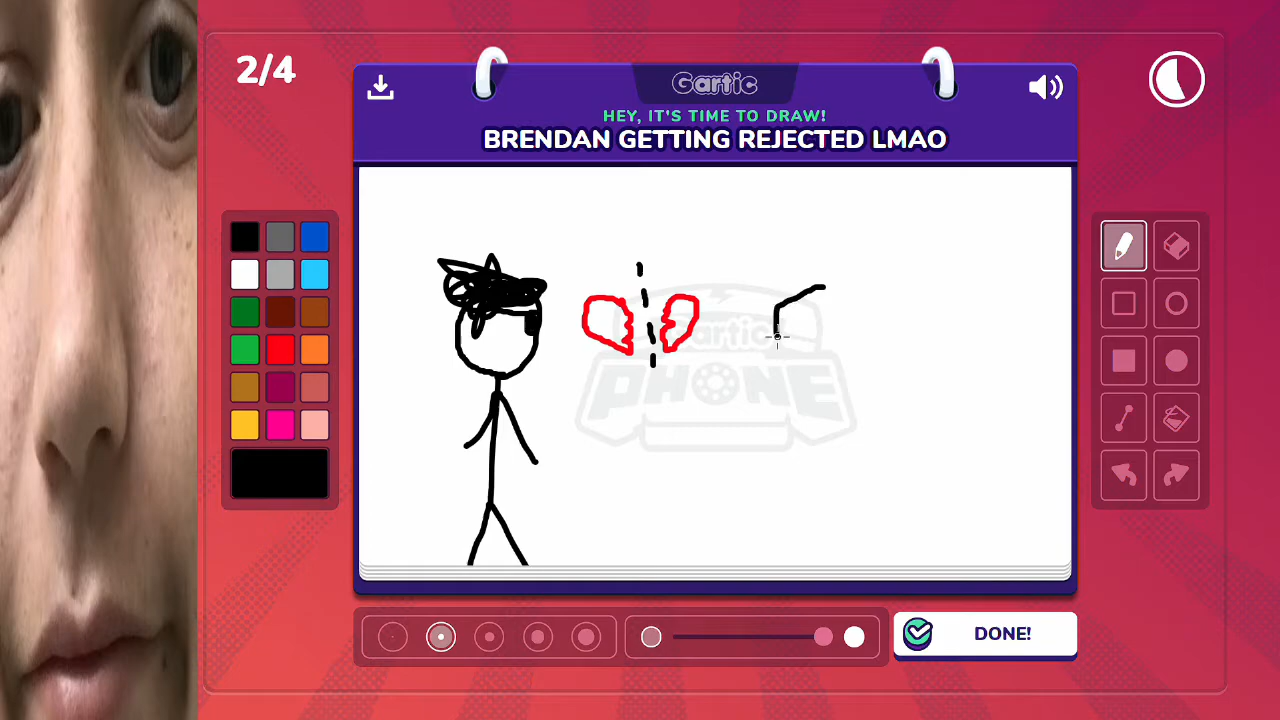 2/4
Gartic
HEY, IT'S TIME TO DRAW!
BRENDAN GETTING REJECTED LMAO
Gartic
PHONE
DONE!